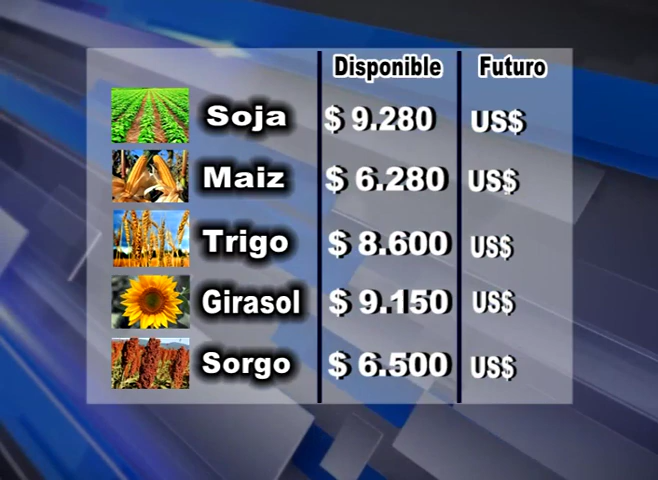 Disponible Futuro
Soja $ 9.280 US$
Maiz $ 6.280 US$
Trigo $ 8.600 US$
Girasol $ 9.150 US$
Sorgo $ 6.500 US$